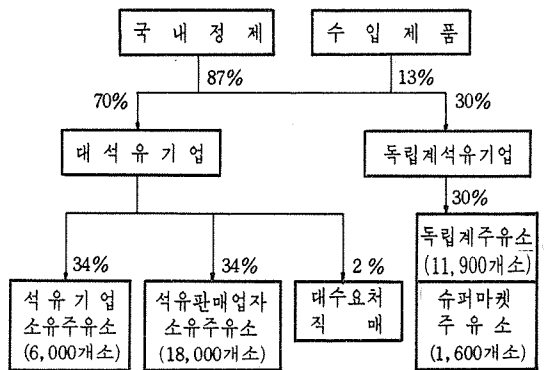 국 내 정 제
수 입 제 품
87%
13%
70%
30%
대 석 유 기 업
독립계석유기업
30%
34%
34%
2 %
독립계주유소
(11,900개소)
석 유 기 업
소유주유소
(6,000개소)
석유판매업자
소유주유소
(18,000개소)
대수요처
직 매
슈퍼마켓
주 유 소
(1,600개소)